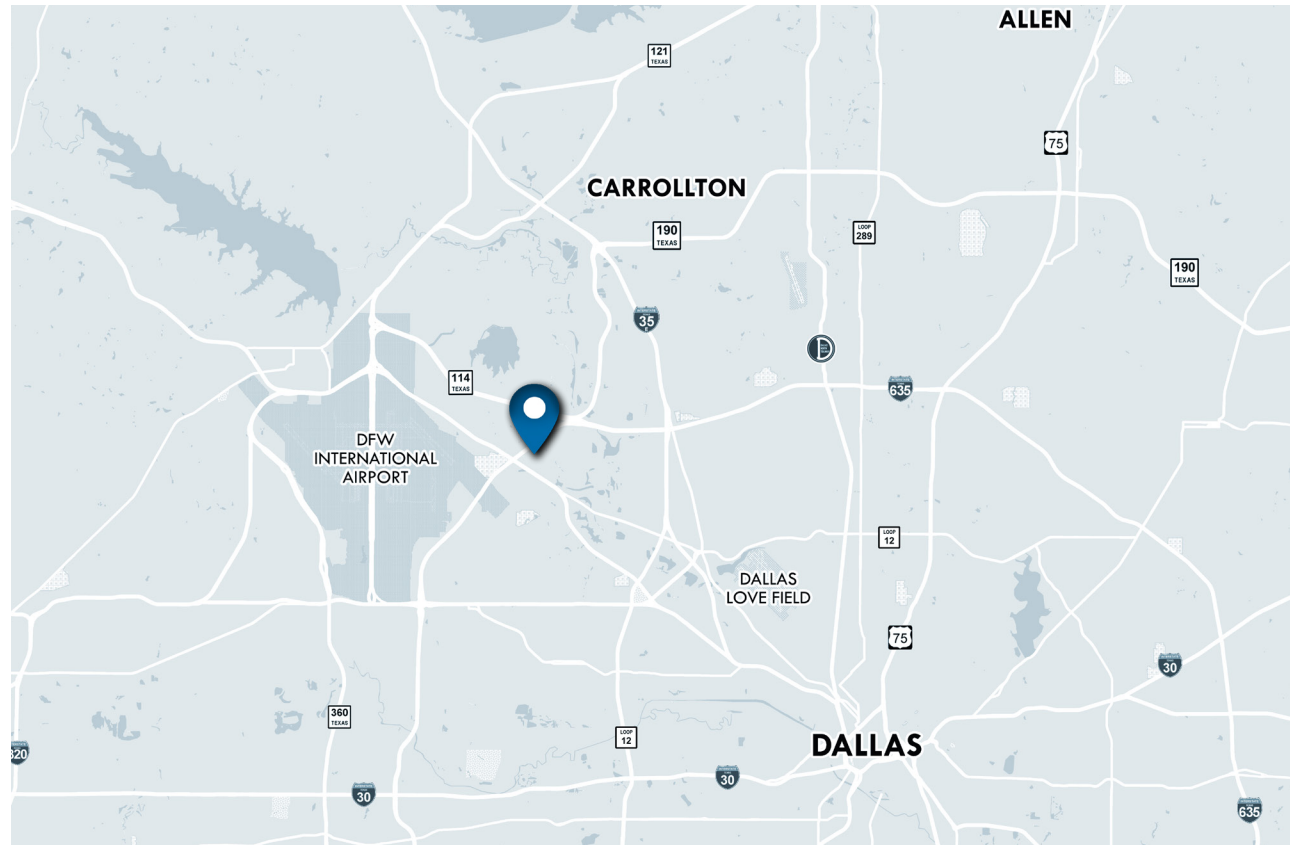 ALLEN
121
TEXAS
75
CARROLLTON
190
TEXAS
LOOP
289
190
TEXAS
35
E
114
TEXAS
635
DFW
INTERNATIONAL
AIRPORT
LOOP
12
DALLAS
LOVE FIELD
75
30
360
TEXAS
LOOP
12
DALLAS
30
30
635